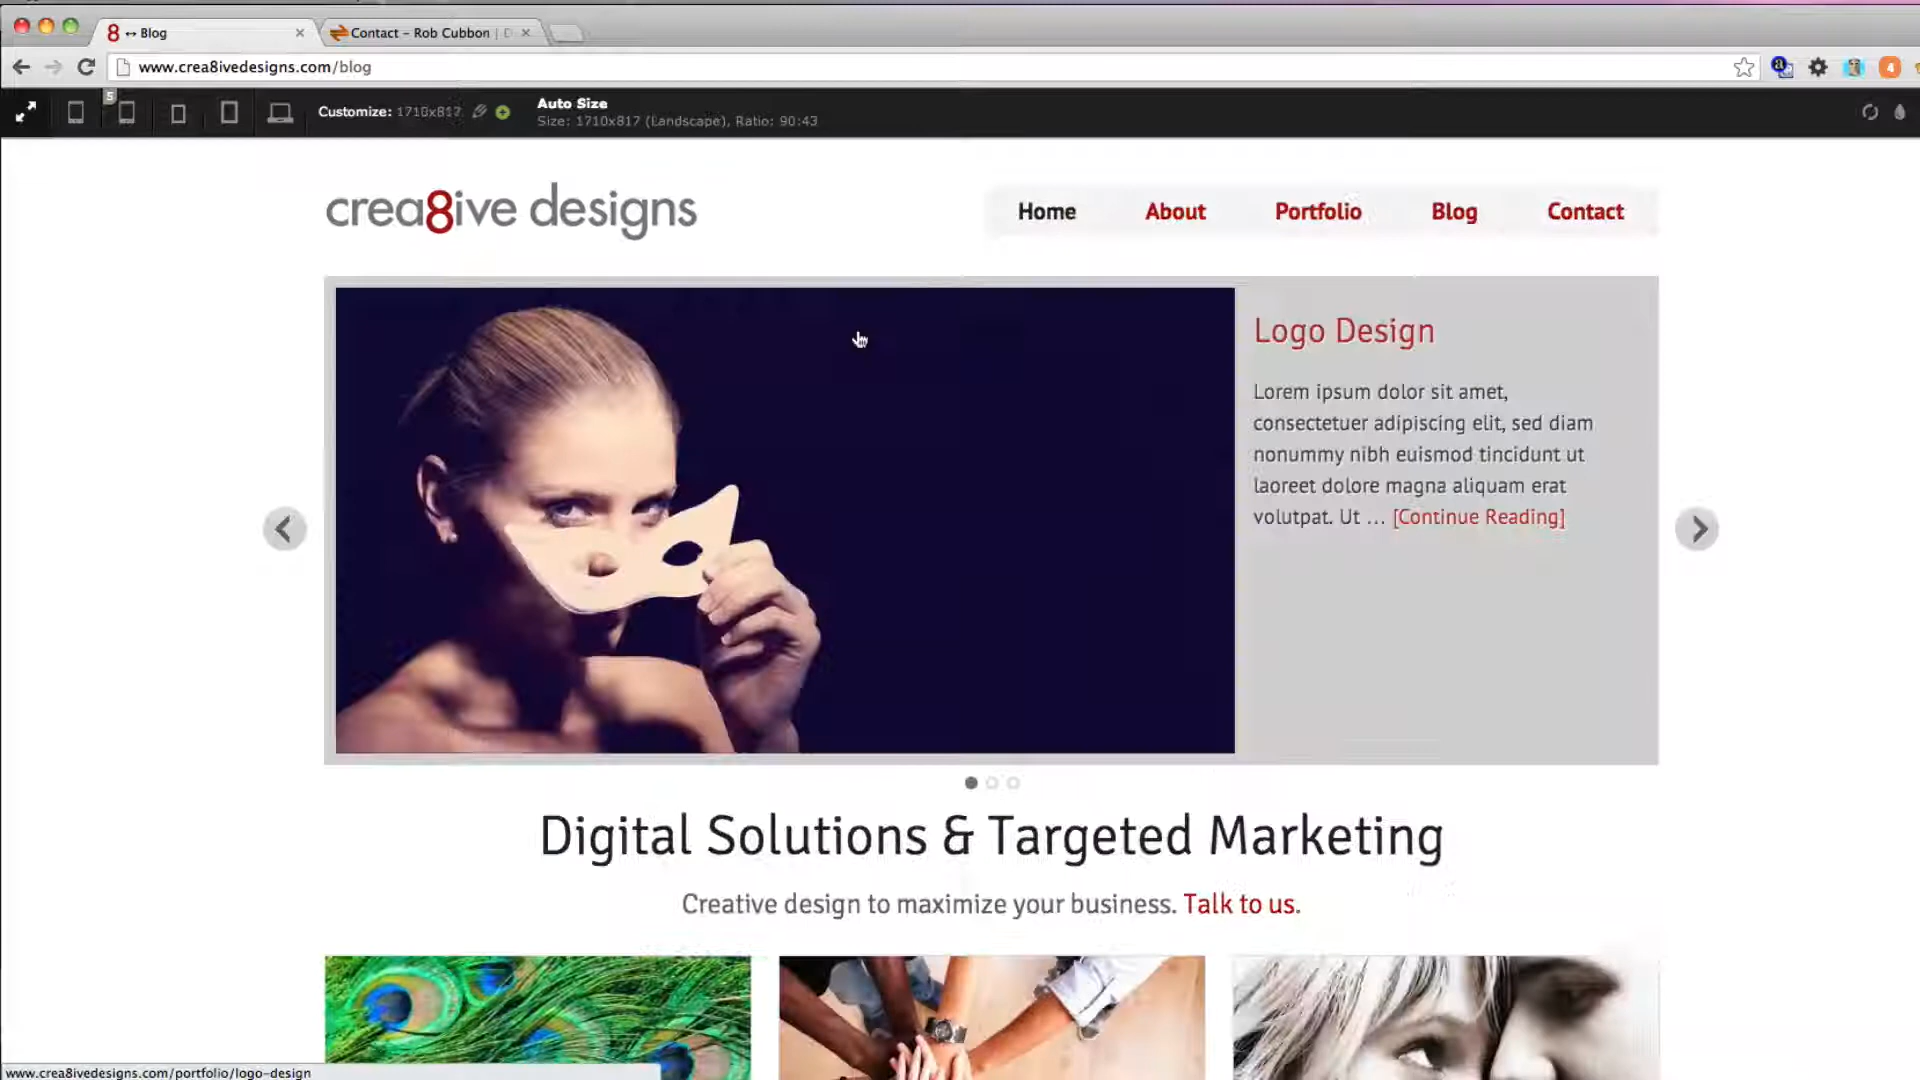 8 ↔ Blog
Contact – Rob Cubbon | D
www.crea8ivedesigns.com/blog
4
5
Customize: 1710x817
Auto Size
Size: 1710x817 (Landscape), Ratio: 90:43
crea8ive designs
Home About Portfolio Blog Contact
Logo Design
Lorem ipsum dolor sit amet,
consectetuer adipiscing elit, sed diam
nonummy nibh euismod tincidunt ut
laoreet dolore magna aliquam erat
volutpat. Ut … [Continue Reading]
Digital Solutions & Targeted Marketing
Creative design to maximize your business. Talk to us.
www.crea8ivedesigns.com/portfolio/logo-design